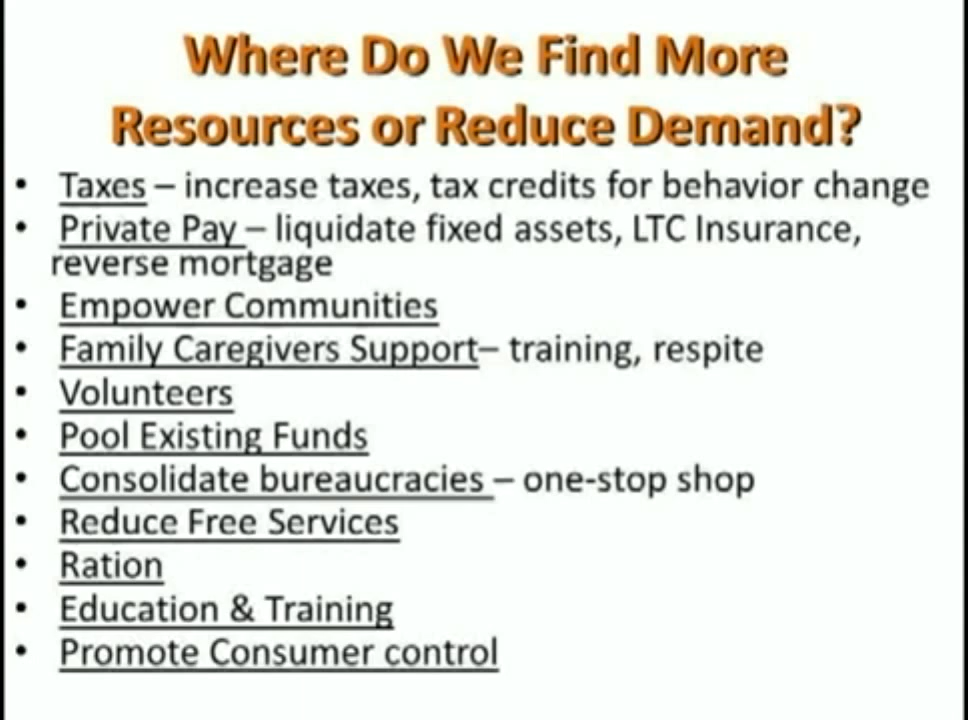 Where Do We Find More
Resources or Reduce Demand?
• Taxes – increase taxes, tax credits for behavior change
• Private Pay – liquidate fixed assets, LTC Insurance,
reverse mortgage
• Empower Communities
• Family Caregivers Support– training, respite
• Volunteers
• Pool Existing Funds
• Consolidate bureaucracies – one-stop shop
• Reduce Free Services
• Ration
• Education & Training
• Promote Consumer control